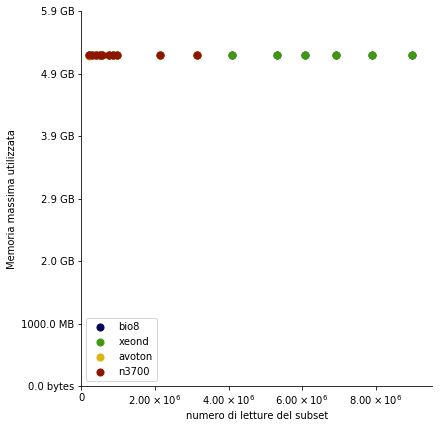 5.9 GB
4.9 GB
3.9 GB
2.9 GB
2.0 GB
1000.0 MB
0.0 bytes
Memoria massima utilizzata
bio8
xeond
avoton
n3700
0
2.00 × 10⁶
4.00 × 10⁶
6.00 × 10⁶
8.00 × 10⁶
numero di letture del subset